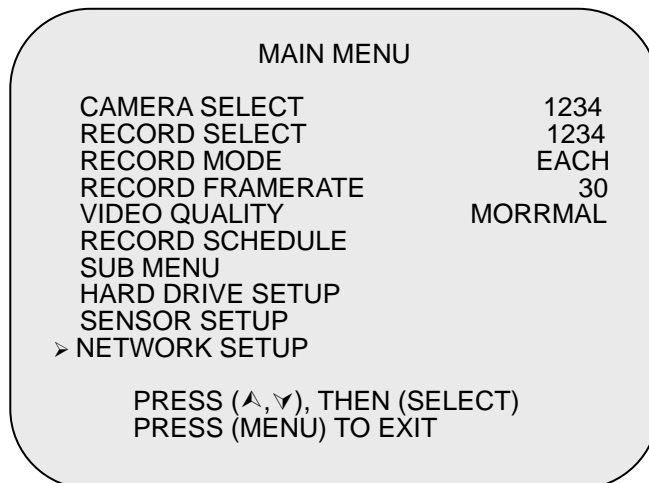 MAIN MENU
CAMERA SELECT 1234
RECORD SELECT 1234
RECORD MODE EACH
RECORD FRAMERATE 30
VIDEO QUALITY MORRMAL
RECORD SCHEDULE
SUB MENU
HARD DRIVE SETUP
SENSOR SETUP
➢ NETWORK SETUP
PRESS (⮝,⮟), THEN (SELECT)
PRESS (MENU) TO EXIT